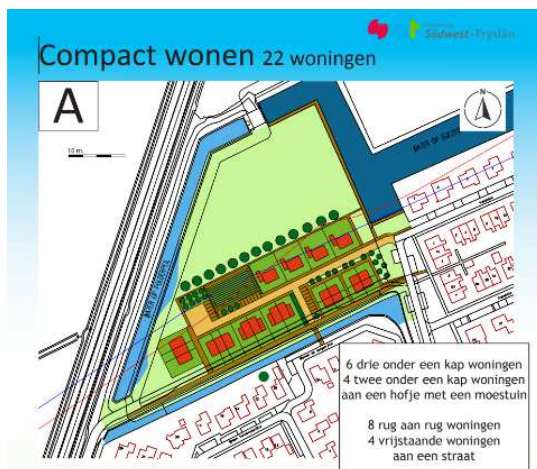 Súdwest-Fryslân
Compact wonen 22 woningen
A
N
10 m.
6 drie onder een kap woningen
4 twee onder een kap woningen
aan een hofje met een moestuin
8 rug aan rug woningen
4 vrijstaande woningen
aan een straat